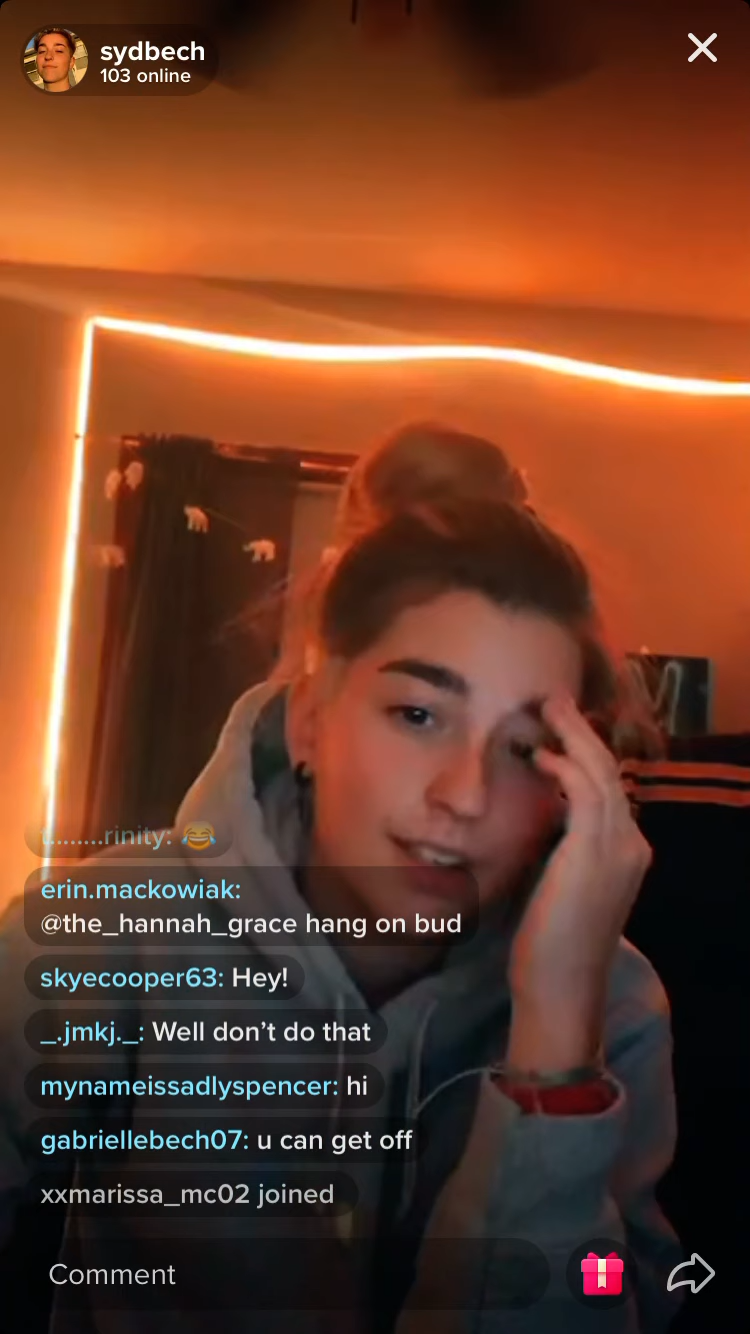 sydbech
103 online
t........rinity: 😂
erin.mackowiak:
@the_hannah_grace hang on bud
skyecooper63: Hey!
_.jmkj._: Well don’t do that
mynameissadlyspencer: hi
gabriellebech07: u can get off
xxmarissa_mc02 joined
Comment